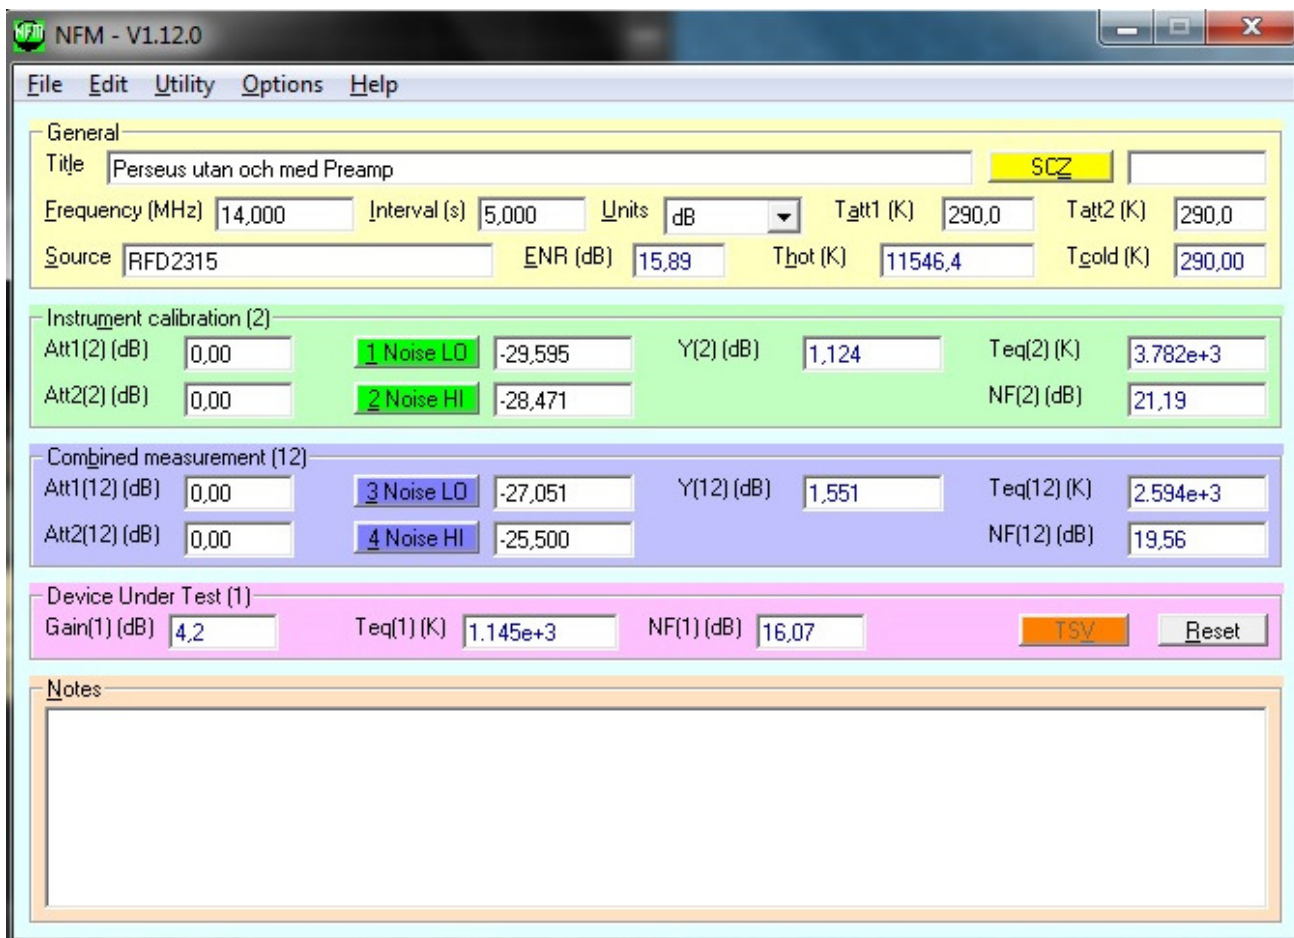 NFM - V1.12.0
File Edit Utility Options Help
General
Title Perseus utan och med Preamp SCZ
Frequency (MHz) 14,000 Interval (s) 5,000 Units dB Tatt1 (K) 290,0 Tatt2 (K) 290,0
Source RFD2315 ENR (dB) 15,89 Thot (K) 11546,4 Tcold (K) 290,00
Instrument calibration (2)
Att1(2) (dB) 0,00 1 Noise LO -29,595 Y(2) (dB) 1,124 Teq(2) (K) 3.782e+3
Att2(2) (dB) 0,00 2 Noise HI -28,471 NF(2) (dB) 21,19
Combined measurement (12)
Att1(12) (dB) 0,00 3 Noise LO -27,051 Y(12) (dB) 1,551 Teq(12) (K) 2.594e+3
Att2(12) (dB) 0,00 4 Noise HI -25,500 NF(12) (dB) 19,56
Device Under Test (1)
Gain(1) (dB) 4,2 Teq(1) (K) 1.145e+3 NF(1) (dB) 16,07 TSV Reset
Notes